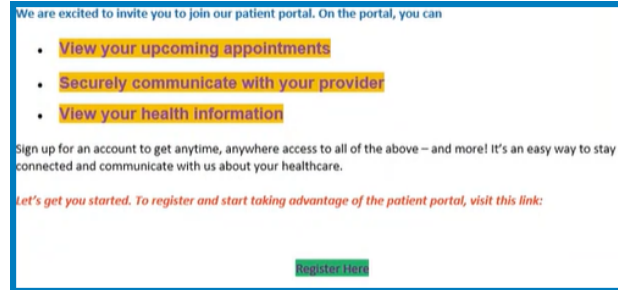 We are excited to invite you to join our patient portal. On the portal, you can
• View your upcoming appointments
• Securely communicate with your provider
• View your health information
Sign up for an account to get anytime, anywhere access to all of the above – and more! It's an easy way to stay
connected and communicate with us about your healthcare.
Let's get you started. To register and start taking advantage of the patient portal, visit this link:
Register Here